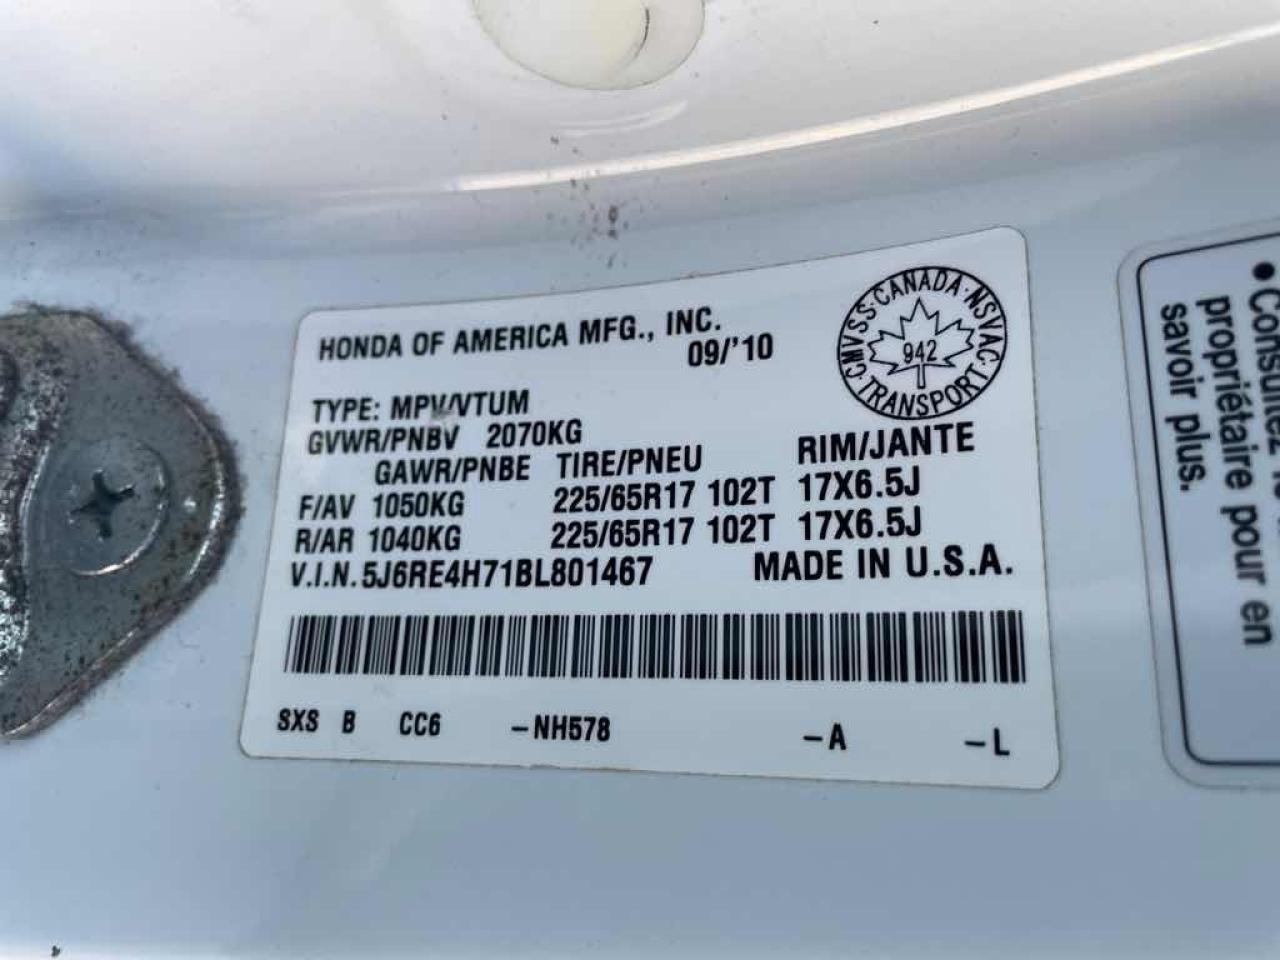 HONDA OF AMERICA MFG., INC.
09/'10
CMVSS·CANADA·NSVAC·TRANSPORT·
942
TYPE: MPV/VTUM
GVWR/PNBV 2070KG
GAWR/PNBE TIRE/PNEU RIM/JANTE
F/AV 1050KG 225/65R17 102T 17X6.5J
R/AR 1040KG 225/65R17 102T 17X6.5J
V.I.N. 5J6RE4H71BL801467 MADE IN U.S.A.
SXS B CC6 -NH578 -A -L
• Consultez
propriétaire pour en
savoir plus.